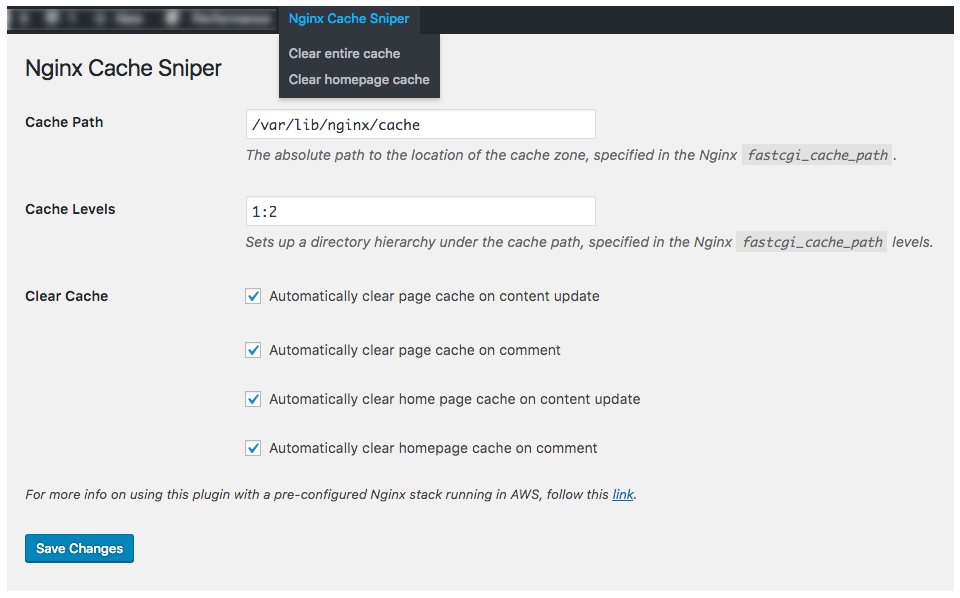 Nginx Cache Sniper
Clear entire cache
Clear homepage cache
Nginx Cache Sniper
Cache Path
/var/lib/nginx/cache
The absolute path to the location of the cache zone, specified in the Nginx fastcgi_cache_path .
Cache Levels
1:2
Sets up a directory hierarchy under the cache path, specified in the Nginx fastcgi_cache_path levels.
Clear Cache
Automatically clear page cache on content update
Automatically clear page cache on comment
Automatically clear home page cache on content update
Automatically clear homepage cache on comment
For more info on using this plugin with a pre-configured Nginx stack running in AWS, follow this link.
Save Changes